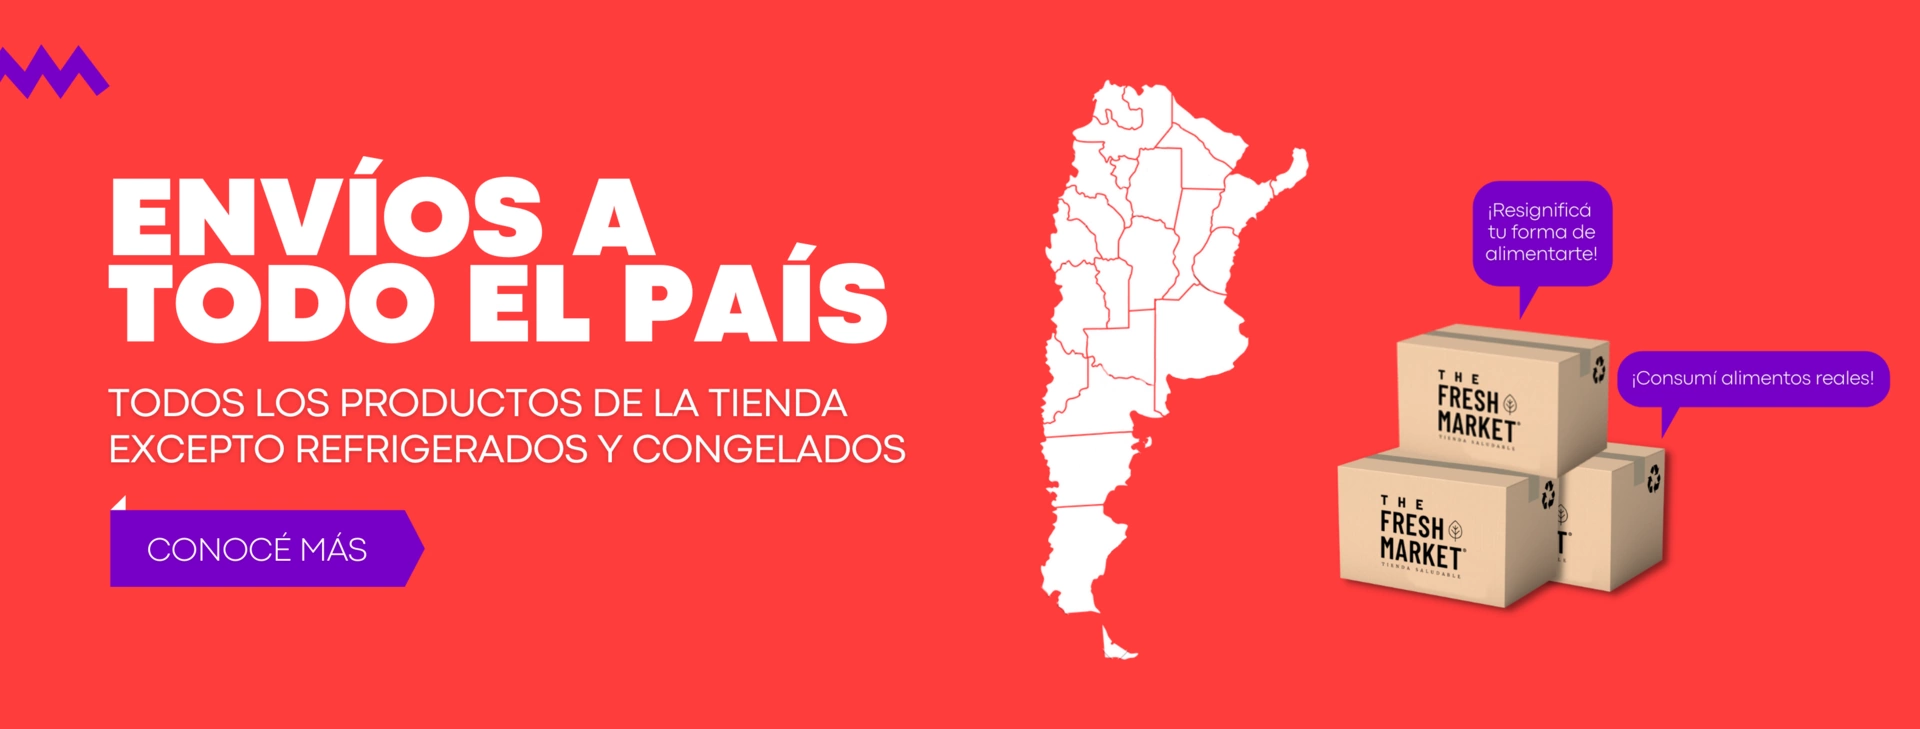 ENVÍOS A
TODO EL PAÍS
TODOS LOS PRODUCTOS DE LA TIENDA
EXCEPTO REFRIGERADOS Y CONGELADOS
CONOCÉ MÁS
¡Resignificá
tu forma de
alimentarte!
¡Consumí alimentos reales!
THE
FRESH
MARKET
TIENDA SALUDABLE
THE
FRESH
MARKET
TIENDA SALUDABLE